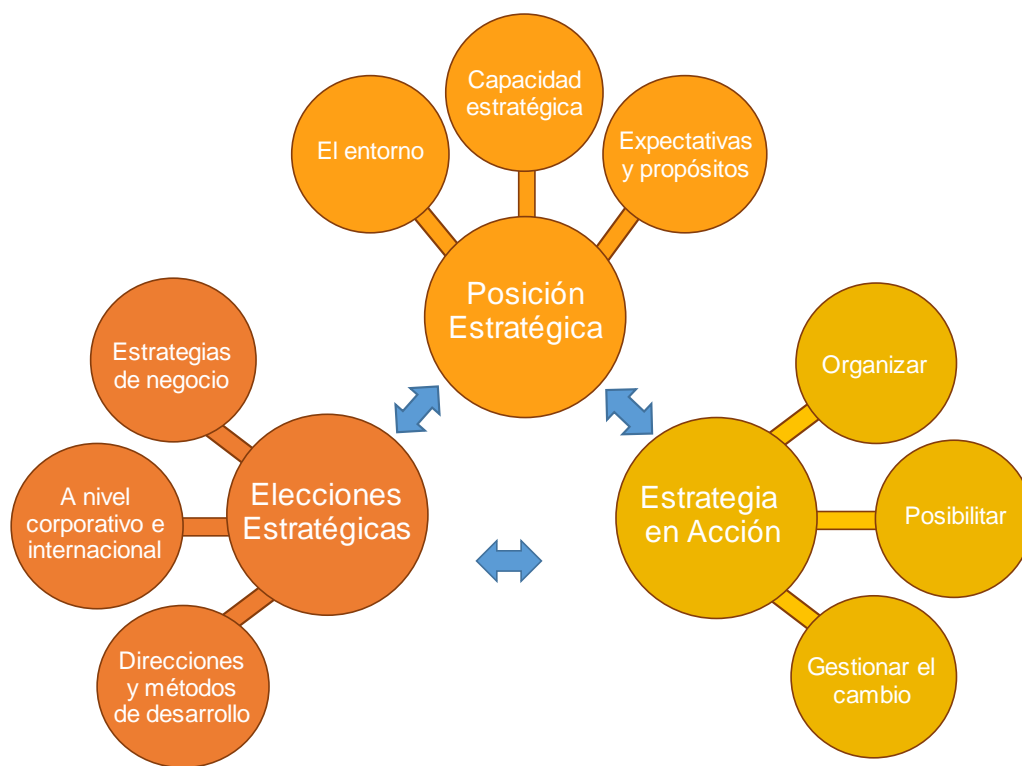 Capacidad
estratégica
El entorno
Expectativas
y propósitos
Posición
Estratégica
Estrategias
de negocio
A nivel
corporativo e
internacional
Direcciones
y métodos
de desarrollo
Elecciones
Estratégicas
Estrategia
en Acción
Organizar
Posibilitar
Gestionar el
cambio